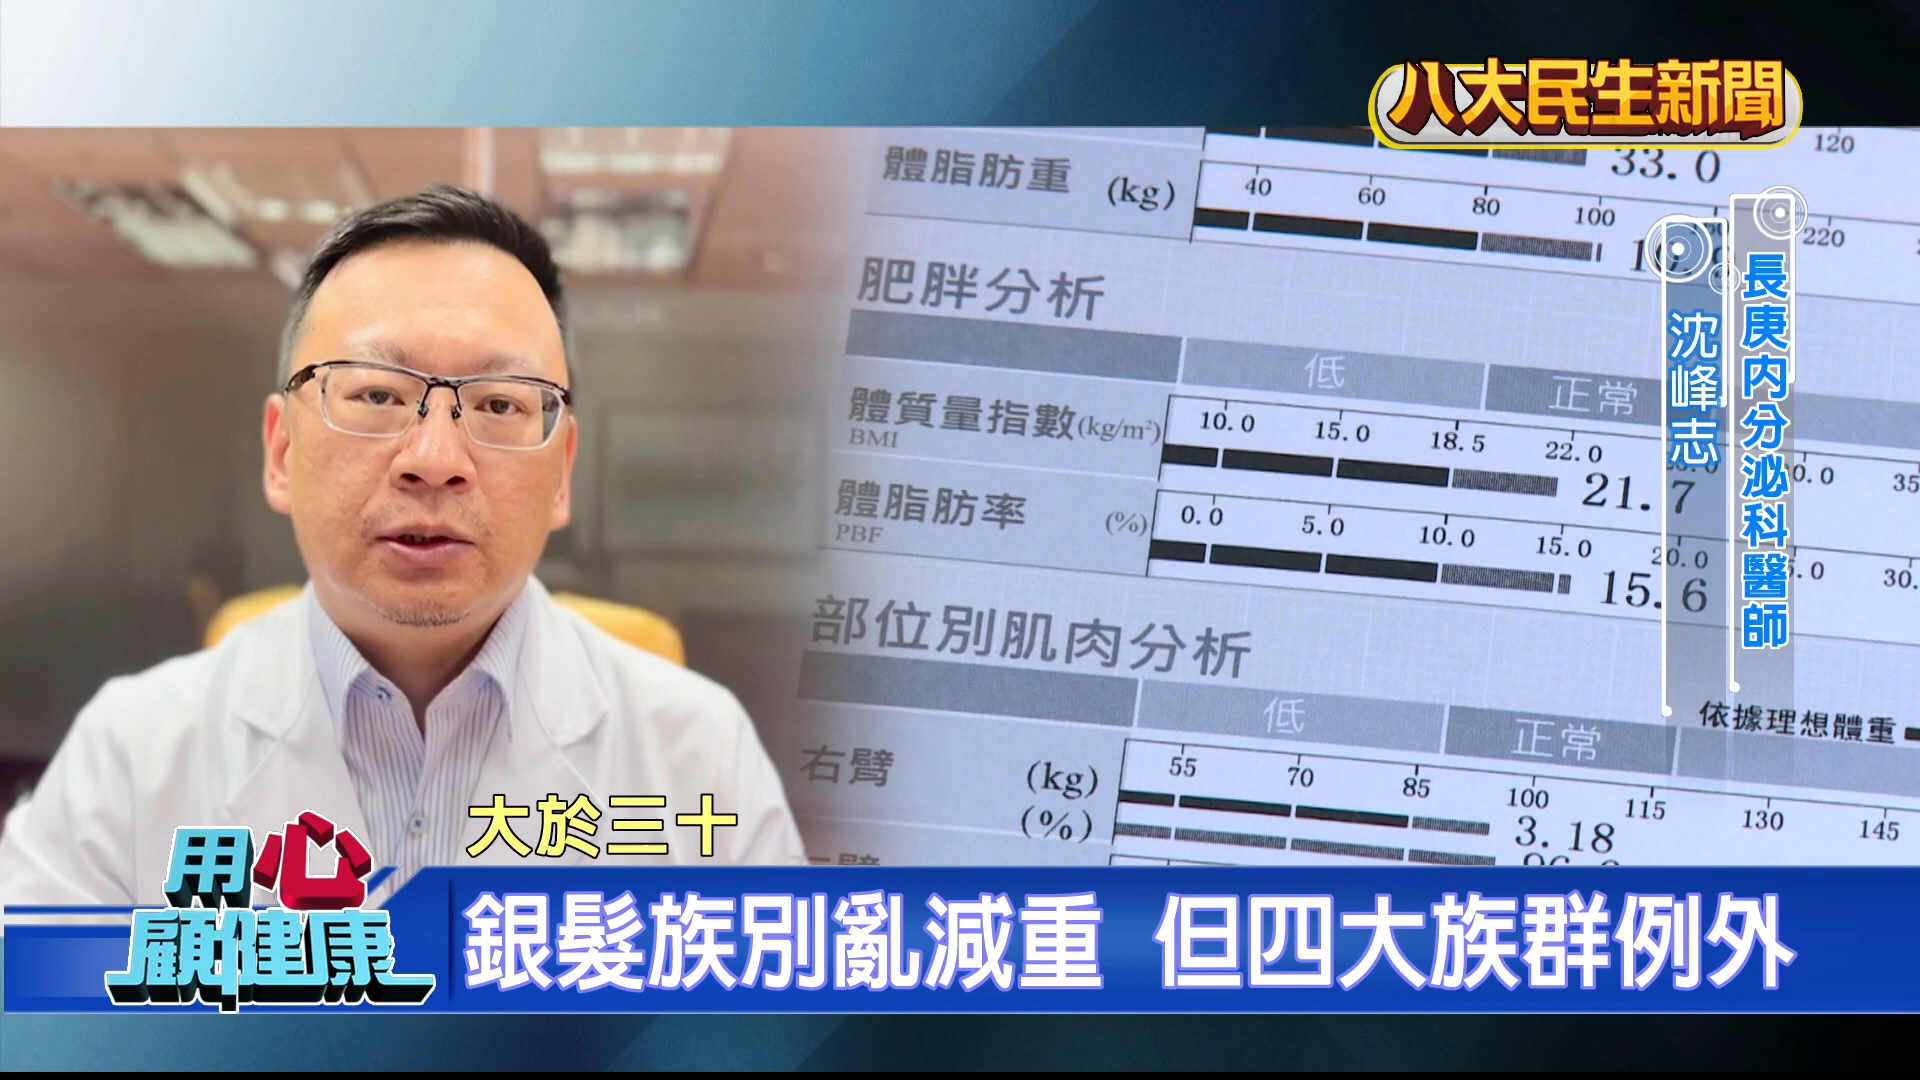 八大民生新聞
120
33.0
體脂肪重 (kg)
40 60 80 100 220
肥胖分析
低 正常
體質量指數(kg/m²)
BMI
10.0 15.0 18.5 22.0
21.7
體脂肪率 (%)
PBF
0.0 5.0 10.0 15.0 20.0 30.
15.6
部位別肌肉分析
低 正常
依據理想體重
右臂 (kg)
(%)
55 70 85 100 115 130 145
3.18
長庚內分泌科醫師
沈峰志
大於三十
用心
顧健康
銀髮族別亂減重 但四大族群例外